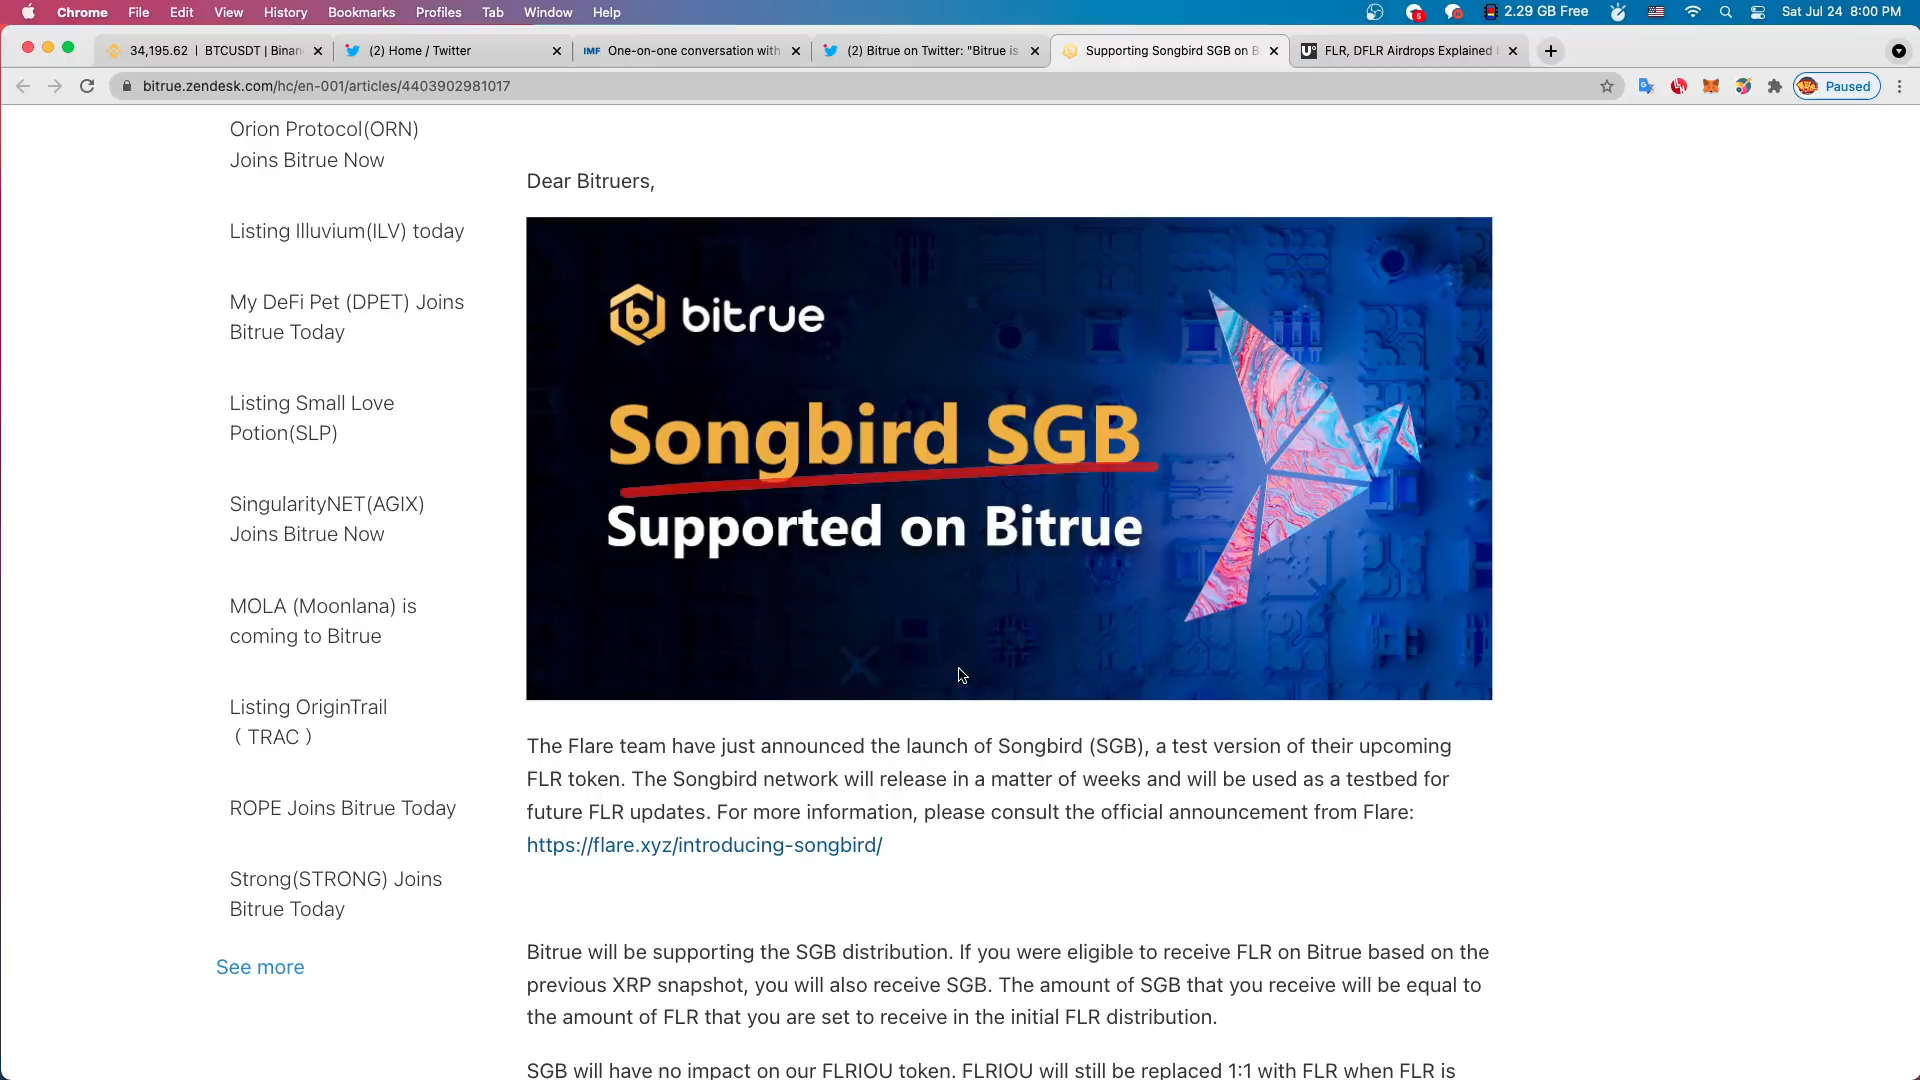 Chrome File Edit View History Bookmarks Profiles Tab Window Help 5 2.29 GB Free Sat Jul 24 8:00 PM
34,195.62 | BTCUSDT | Binan (2) Home / Twitter IMF One-on-one conversation with (2) Bitrue on Twitter: "Bitrue is Supporting Songbird SGB on B FLR, DFLR Airdrops Explained
bitrue.zendesk.com/hc/en-001/articles/4403902981017 Paused
Orion Protocol(ORN)
Joins Bitrue Now
Listing Illuvium(ILV) today
My DeFi Pet (DPET) Joins
Bitrue Today
Listing Small Love
Potion(SLP)
SingularityNET(AGIX)
Joins Bitrue Now
MOLA (Moonlana) is
coming to Bitrue
Listing OriginTrail
( TRAC )
ROPE Joins Bitrue Today
Strong(STRONG) Joins
Bitrue Today
See more
Dear Bitruers,
bitrue
Songbird SGB
Supported on Bitrue
The Flare team have just announced the launch of Songbird (SGB), a test version of their upcoming
FLR token. The Songbird network will release in a matter of weeks and will be used as a testbed for
future FLR updates. For more information, please consult the official announcement from Flare:
https://flare.xyz/introducing-songbird/
Bitrue will be supporting the SGB distribution. If you were eligible to receive FLR on Bitrue based on the
previous XRP snapshot, you will also receive SGB. The amount of SGB that you receive will be equal to
the amount of FLR that you are set to receive in the initial FLR distribution.
SGB will have no impact on our FLRIOU token. FLRIOU will still be replaced 1:1 with FLR when FLR is